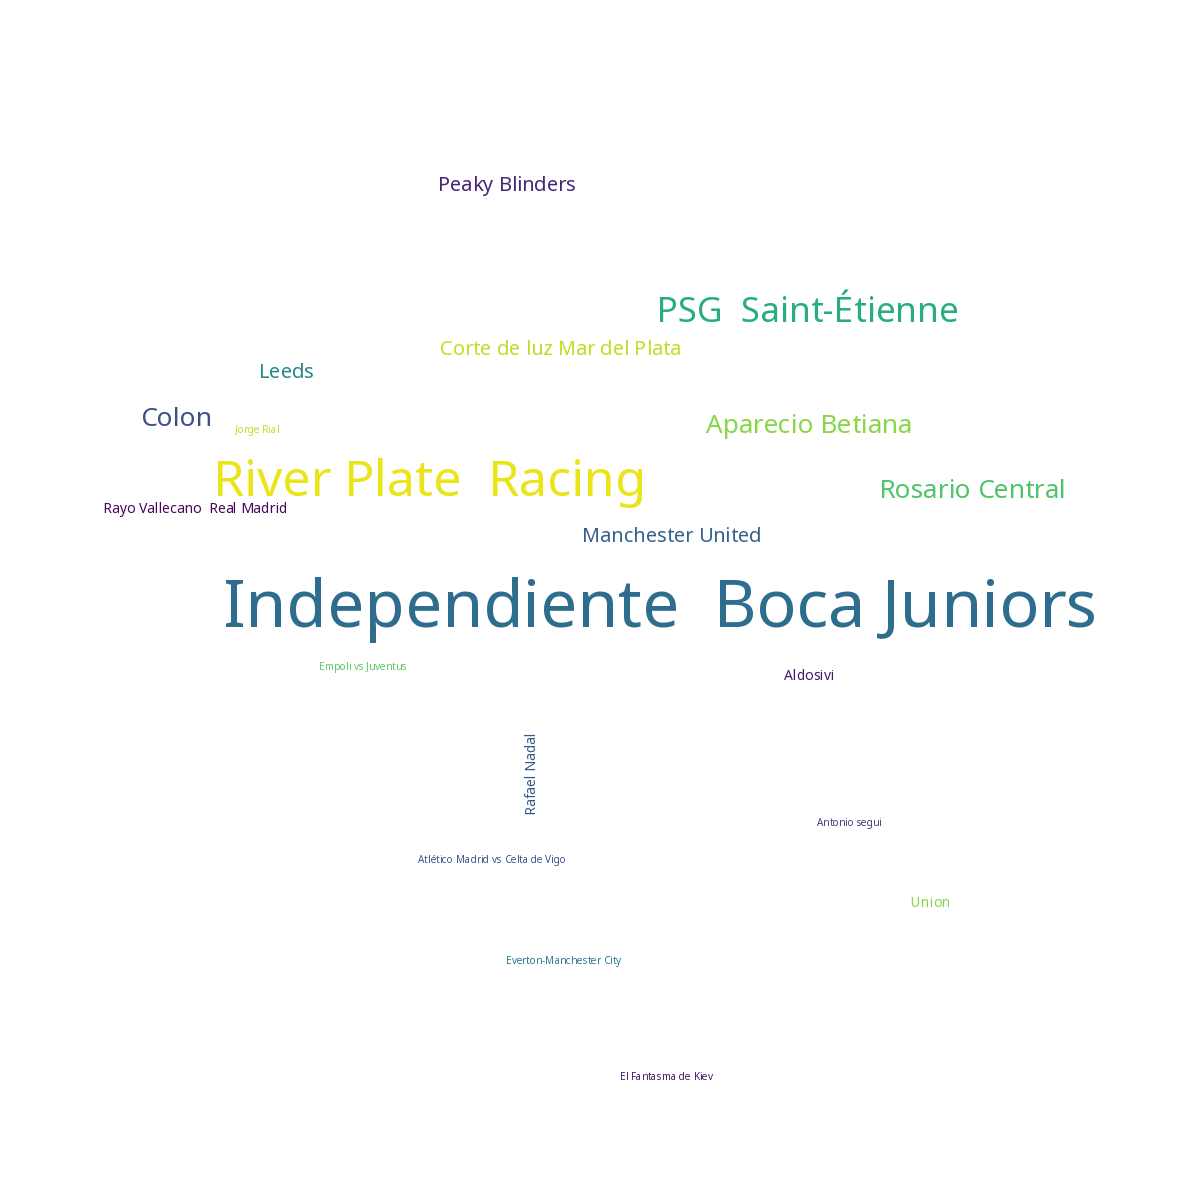 Peaky Blinders
PSG  Saint-Étienne
Corte de luz Mar del Plata
Leeds
Colon
Aparecio Betiana
Jorge Rial
River Plate  Racing
Rosario Central
Rayo Vallecano  Real Madrid
Manchester United
Independiente  Boca Juniors
Empoli vs Juventus
Aldosivi
Rafael Nadal
Antonio segui
Atlético Madrid vs Celta de Vigo
Union
Everton-Manchester City
El Fantasma de Kiev